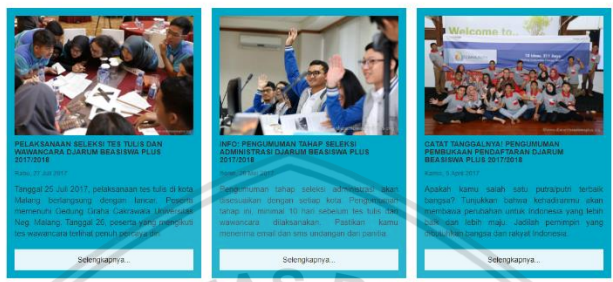 PELAKSANAAN SELEKSI TES TULIS DAN
WAWANCARA DJARUM BEASISWA PLUS
2017/2018
Kamis, 27 Juli 2017
Tanggal 25 Juli 2017, pelaksanaan tes tulis di kota
Malang berlangsung dengan lancar. Peserta
memenuhi Gedung Graha Cakrawala Universitas
Neg. Malang. Tanggal 26, peserta yang mengikuti
tes wawancara terlihat penuh percaya diri.
Selengkapnya...
INFO: PENGUMUMAN TAHAP SELEKSI
ADMINISTRASI DJARUM BEASISWA PLUS
2017/2018
Pengumuman tahap seleksi administrasi akan
disesuaikan dengan setiap kota. Pengumuman
tahap ini, minimal 10 hari sebelum tes tulis dan
wawancara dilaksanakan. Pastikan kamu
menerima email dan sms undangan dari panitia.
Selengkapnya...
Welcome to
CATAT TANGGALNYA! PENGUMUMAN
PEMBUKAAN PENDAFTARAN DJARUM
BEASISWA PLUS 2017/2018
Kamis, 5 April 2017
Apakah kamu salah satu putra/putri terbaik
bangsa? Tunjukkan bahwa kehadiranmu akan
membawa perubahan untuk Indonesia yang lebih
baik dan lebih maju. Jadilah pemimpin yang
dibutuhkan bangsa dan rakyat Indonesia.
Selengkapnya...